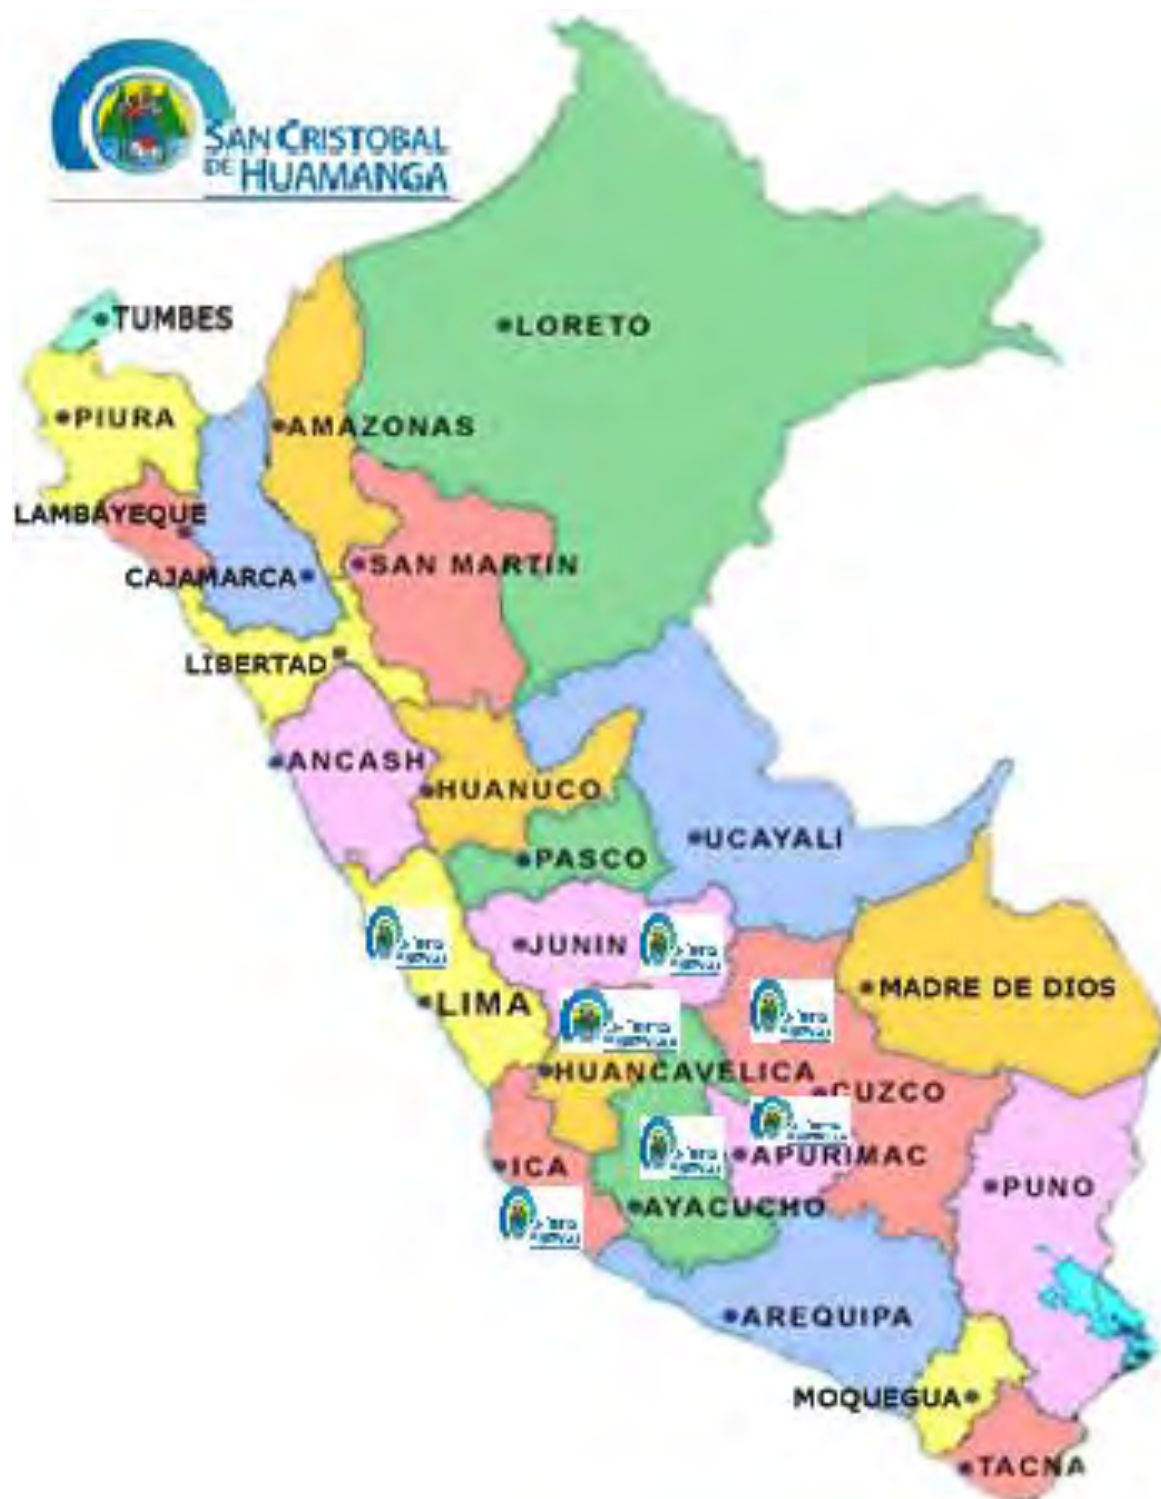 SAN CRISTOBAL
DE HUAMANGA
TUMBES
LORETO
PIURA
AMAZONAS
LAMBAYEQUE
SAN MARTIN
CAJAMARCA
LIBERTAD
ANCASH
HUANUCO
UCAYALI
PASCO
JUNIN
MADRE DE DIOS
LIMA
HUANCAVELICA
CUZCO
APURIMAC
ICA
PUNO
AYACUCHO
AREQUIPA
MOQUEGUA
TACNA